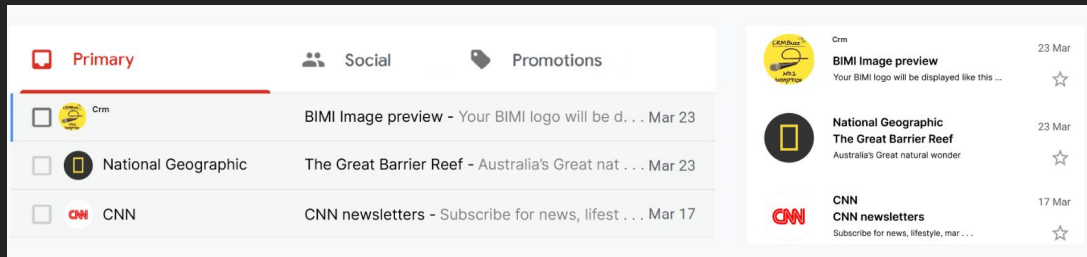 Primary
Social
Promotions
Crm
BIMI Image preview - Your BIMI logo will be d. . . Mar 23
National Geographic
The Great Barrier Reef - Australia's Great nat . . . Mar 23
CNN
CNN
CNN newsletters - Subscribe for news, lifest . . . Mar 17
CRMBuzz
Crm
23 Mar
BIMI Image preview
Your BIMI logo will be displayed like this ...
National Geographic
23 Mar
The Great Barrier Reef
Australia's Great natural wonder
CNN
CNN
17 Mar
CNN newsletters
Subscribe for news, lifestyle, mar . . .